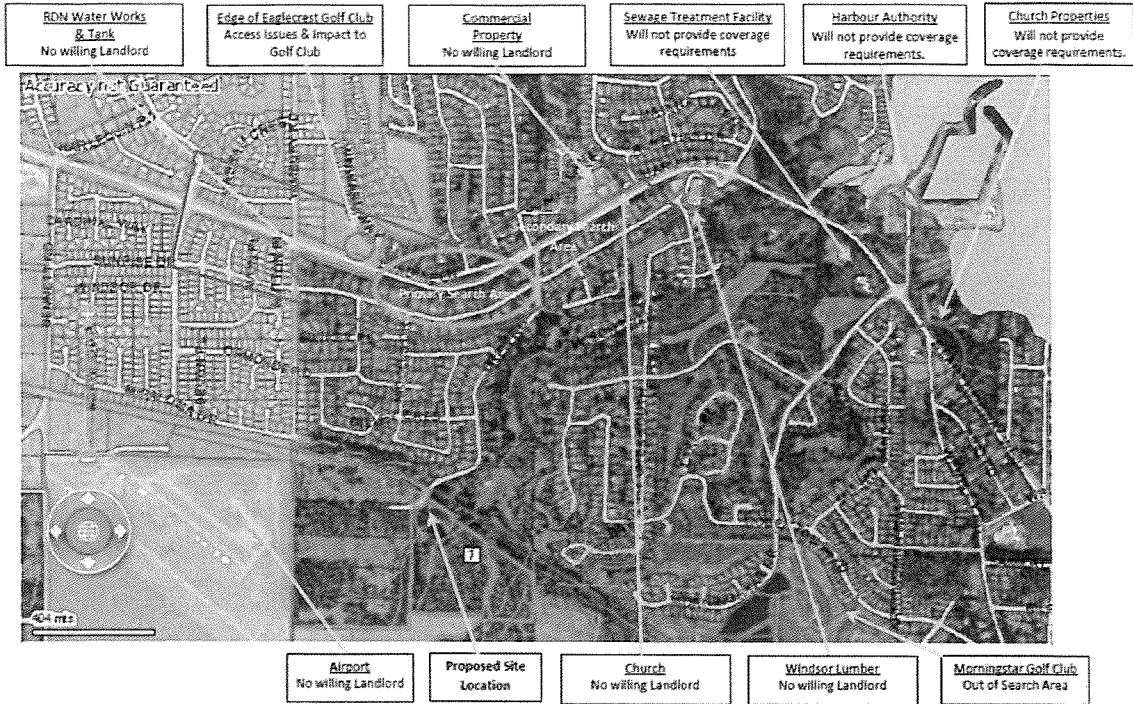 RDN Water Works
& Tank
No willing Landlord
Edge of Eaglecrest Golf Club
Access Issues & Impact to
Golf Club
Commercial
Property
No willing Landlord
Sewage Treatment Facility
Will not provide coverage
requirements
Harbour Authority
Will not provide coverage
requirements.
Church Properties
Will not provide
coverage requirements.
Accuracy not Guaranteed
Secondary Search
Area
Primary Search Area
404 mts
Airport
No willing Landlord
Proposed Site
Location
Church
No willing Landlord
Windsor Lumber
No willing Landlord
Morningstar Golf Club
Out of Search Area